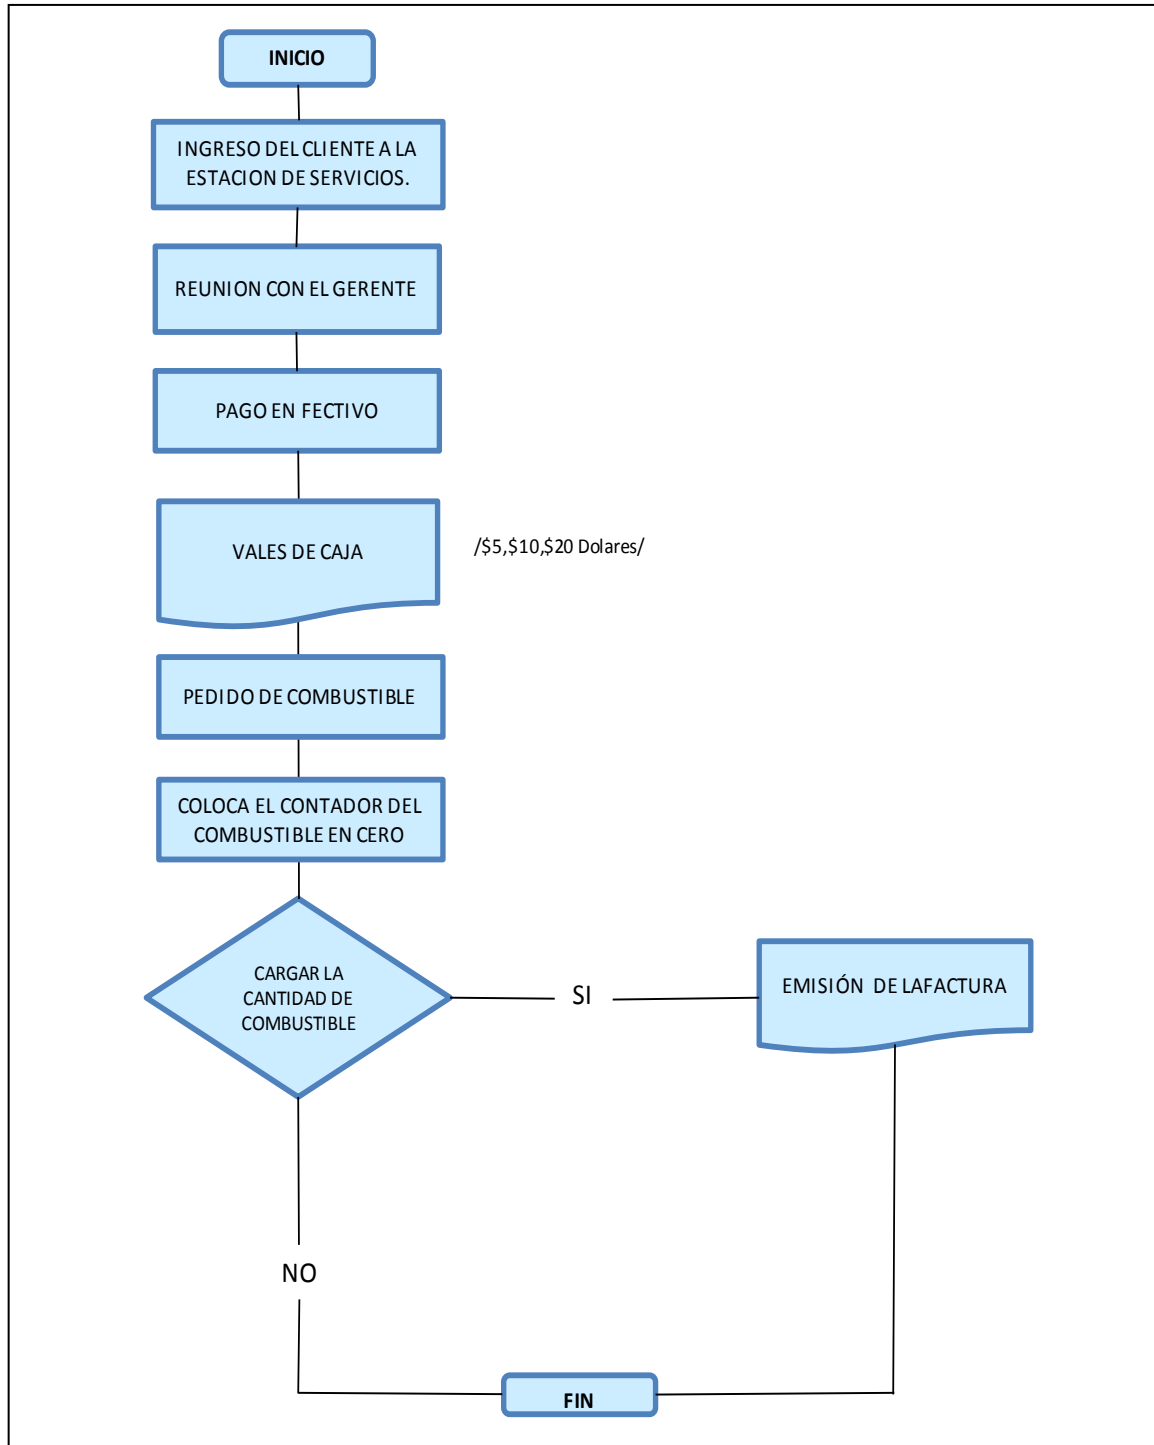 INICIO
INGRESO DEL CLIENTE A LA
ESTACION DE SERVICIOS.
REUNION CON EL GERENTE
PAGO EN FECTIVO
VALES DE CAJA
/$5,$10,$20 Dolares/
PEDIDO DE COMBUSTIBLE
COLOCA EL CONTADOR DEL
COMBUSTIBLE EN CERO
CARGAR LA
CANTIDAD DE
COMBUSTIBLE
SI
EMISIÓN DE LAFACTURA
NO
FIN